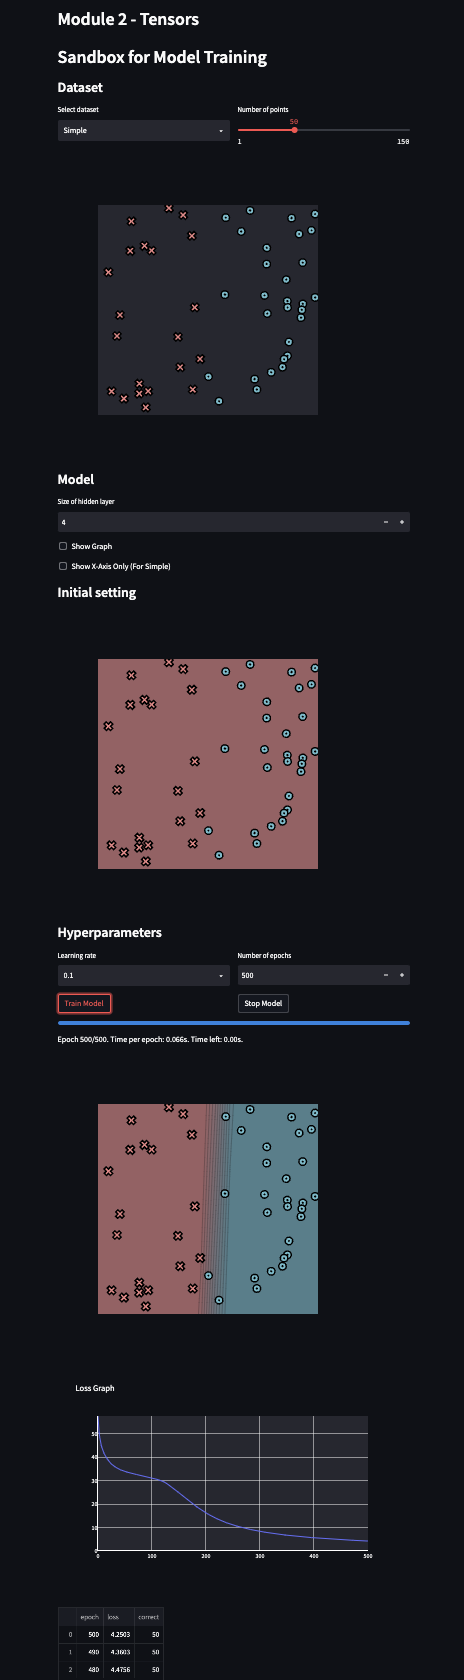 Module 2 - Tensors
Sandbox for Model Training
Dataset
Select dataset
Number of points
Simple
50
1
150
Model
Size of hidden layer
4
Show Graph
Show X-Axis Only (For Simple)
Initial setting
Hyperparameters
Learning rate
Number of epochs
0.1
500
Train Model
Stop Model
Epoch 500/500. Time per epoch: 0.066s. Time left: 0.00s.
Loss Graph
50
40
30
20
10
0
0 100 200 300 400 500
epoch loss correct
0 500 4.2503 50
1 490 4.3603 50
2 480 4.4756 50